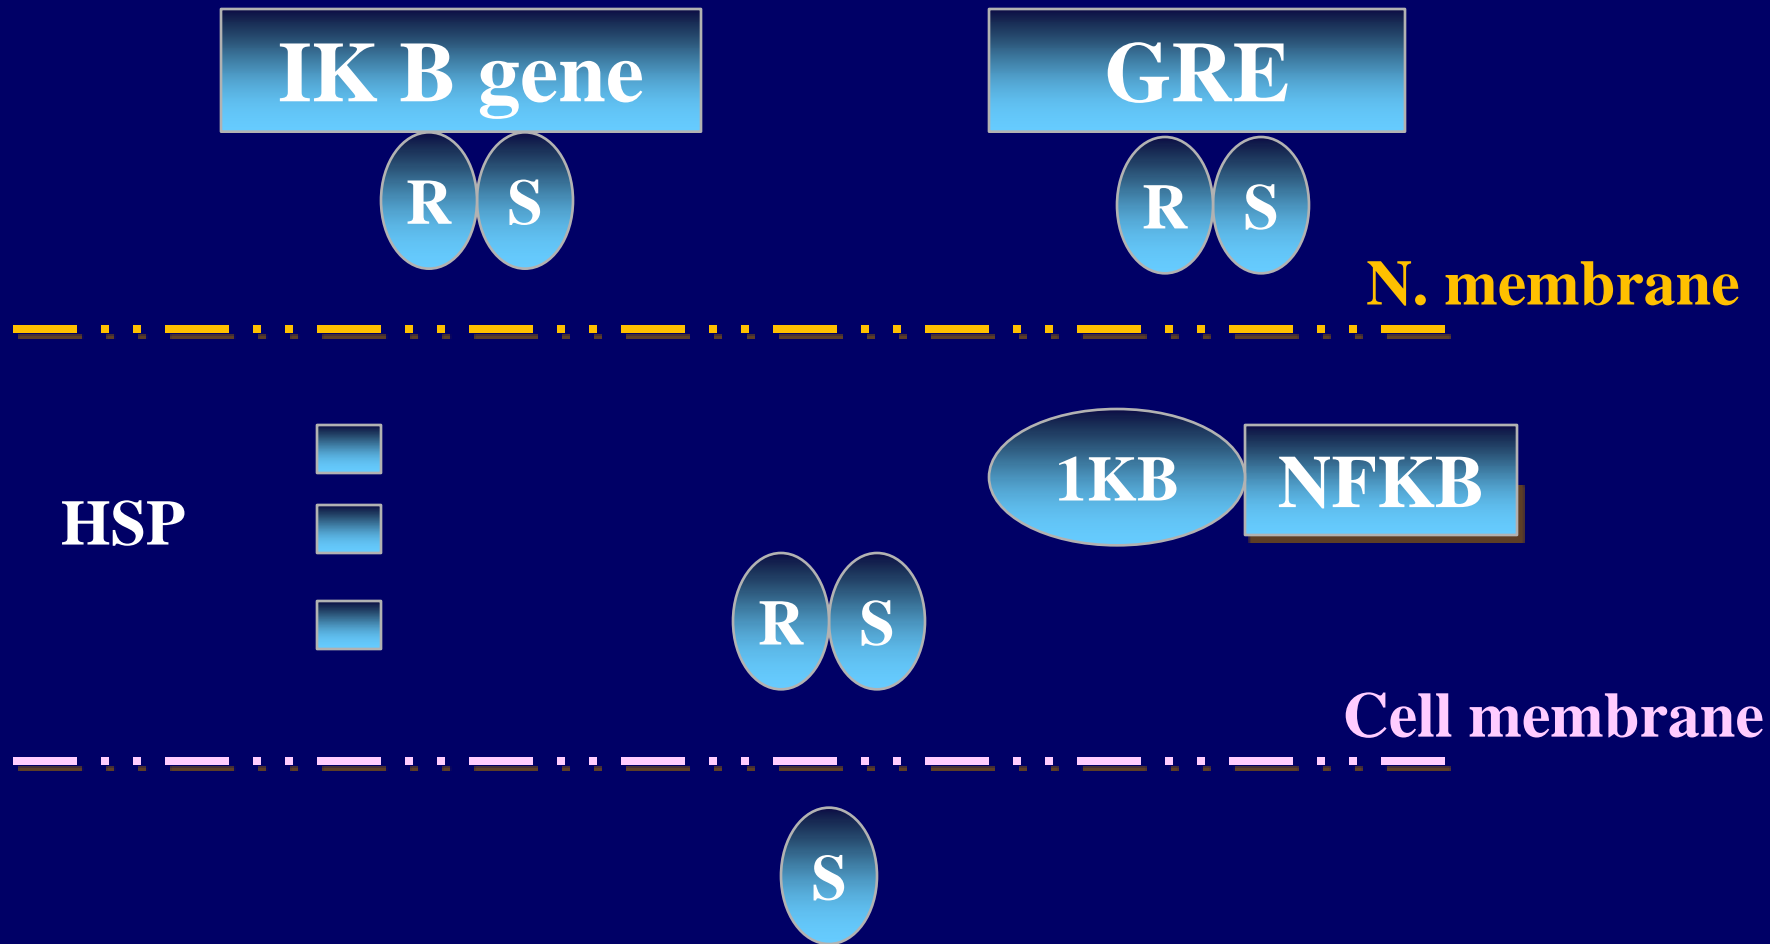 IK B gene
GRE
R S
R S
N. membrane
1KB
NFKB
HSP
R S
Cell membrane
S